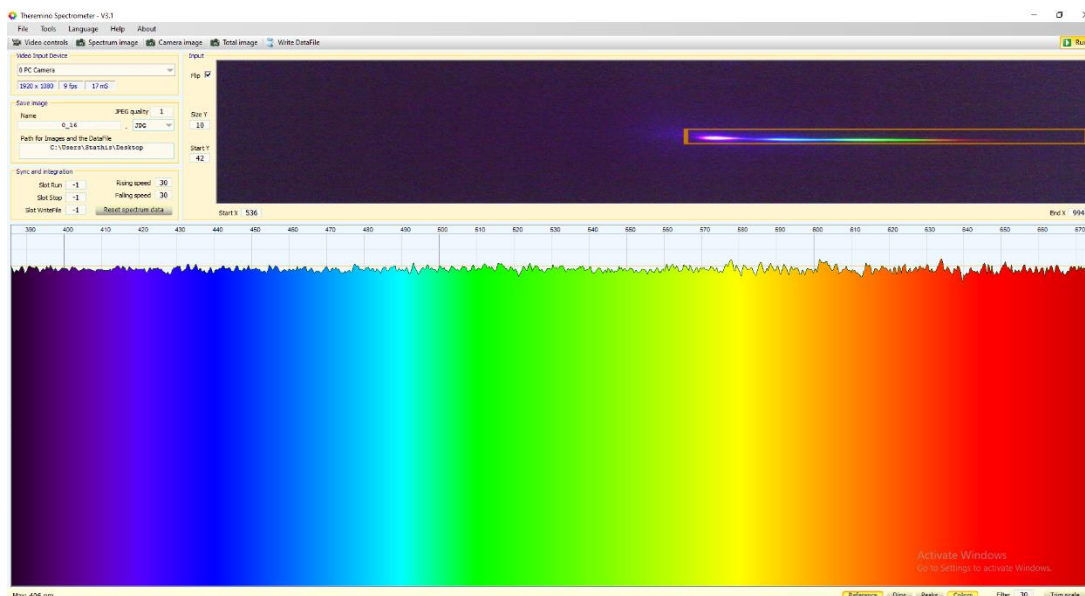 Theremino Spectrometer - V3.1
File Tools Language Help About
Video controls Spectrum image Camera image Total image Write DataFile Run
Video Input Device
0 PC Camera
1920 x 1080 9 fps 17 mS
Save image
Name JPEG quality 1
0_16 _ JPG
Path for Images and the DataFile
C:\Users\Stathis\Desktop
Sync and integration
Slot Run -1 Rising speed 30
Slot Stop -1 Falling speed 30
Slot WriteFile -1 Reset spectrum data
Input
Flip
Size Y
10
Start Y
42
Start X 536 End X 994
390 400 410 420 430 440 450 460 470 480 490 500 510 520 530 540 550 560 570 580 590 600 610 620 630 640 650 660 670
Activate Windows
Go to Settings to activate Windows.
Max: 406 nm Reference Dips Peaks Colors Filter 30 Trim scale